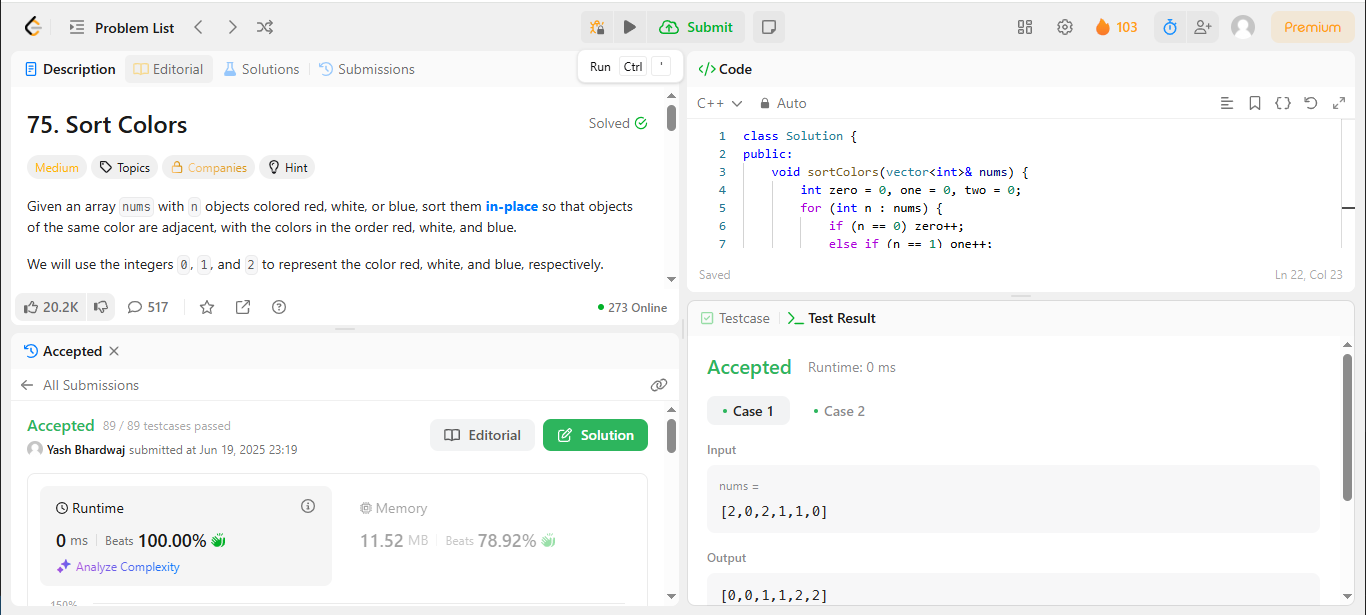 Problem List
Submit
103
Premium
Run Ctrl '
Description Editorial Solutions Submissions
75. Sort Colors
Solved
Medium Topics Companies Hint
Given an array nums with n objects colored red, white, or blue, sort them in-place so that objects
of the same color are adjacent, with the colors in the order red, white, and blue.
We will use the integers 0, 1, and 2 to represent the color red, white, and blue, respectively.
20.2K 517 273 Online
Accepted
All Submissions
Accepted 89 / 89 testcases passed
Yash Bhardwaj submitted at Jun 19, 2025 23:19
Editorial Solution
Runtime
0 ms Beats 100.00%
Analyze Complexity
Memory
11.52 MB Beats 78.92%
150%
</> Code
C++ Auto
1 class Solution {
2 public:
3 void sortColors(vector<int>& nums) {
4 int zero = 0, one = 0, two = 0;
5 for (int n : nums) {
6 if (n == 0) zero++;
7 else if (n == 1) one++;
Saved Ln 22, Col 23
Testcase Test Result
Accepted Runtime: 0 ms
Case 1 Case 2
Input
nums =
[2,0,2,1,1,0]
Output
[0,0,1,1,2,2]